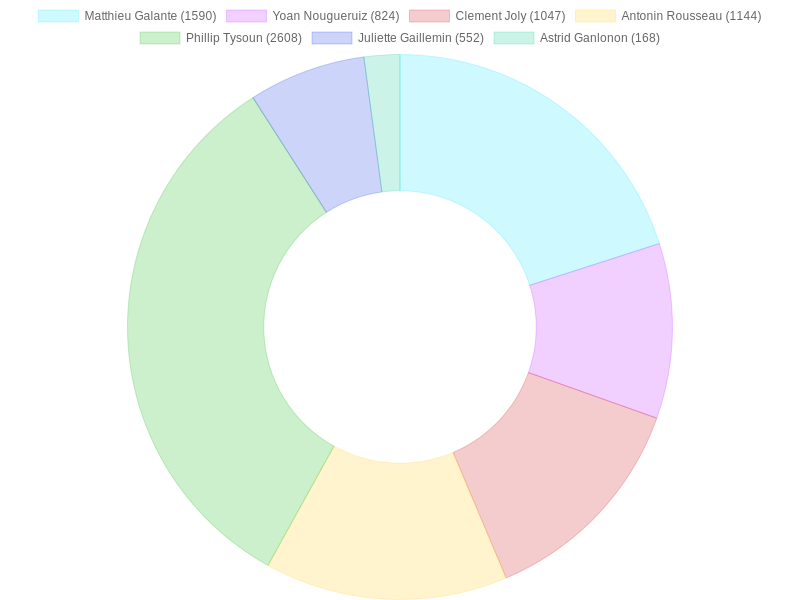 Matthieu Galante (1590) Yoan Nougueruiz (824) Clement Joly (1047) Antonin Rousseau (1144)
Phillip Tysoun (2608) Juliette Gaillemin (552) Astrid Ganlonon (168)